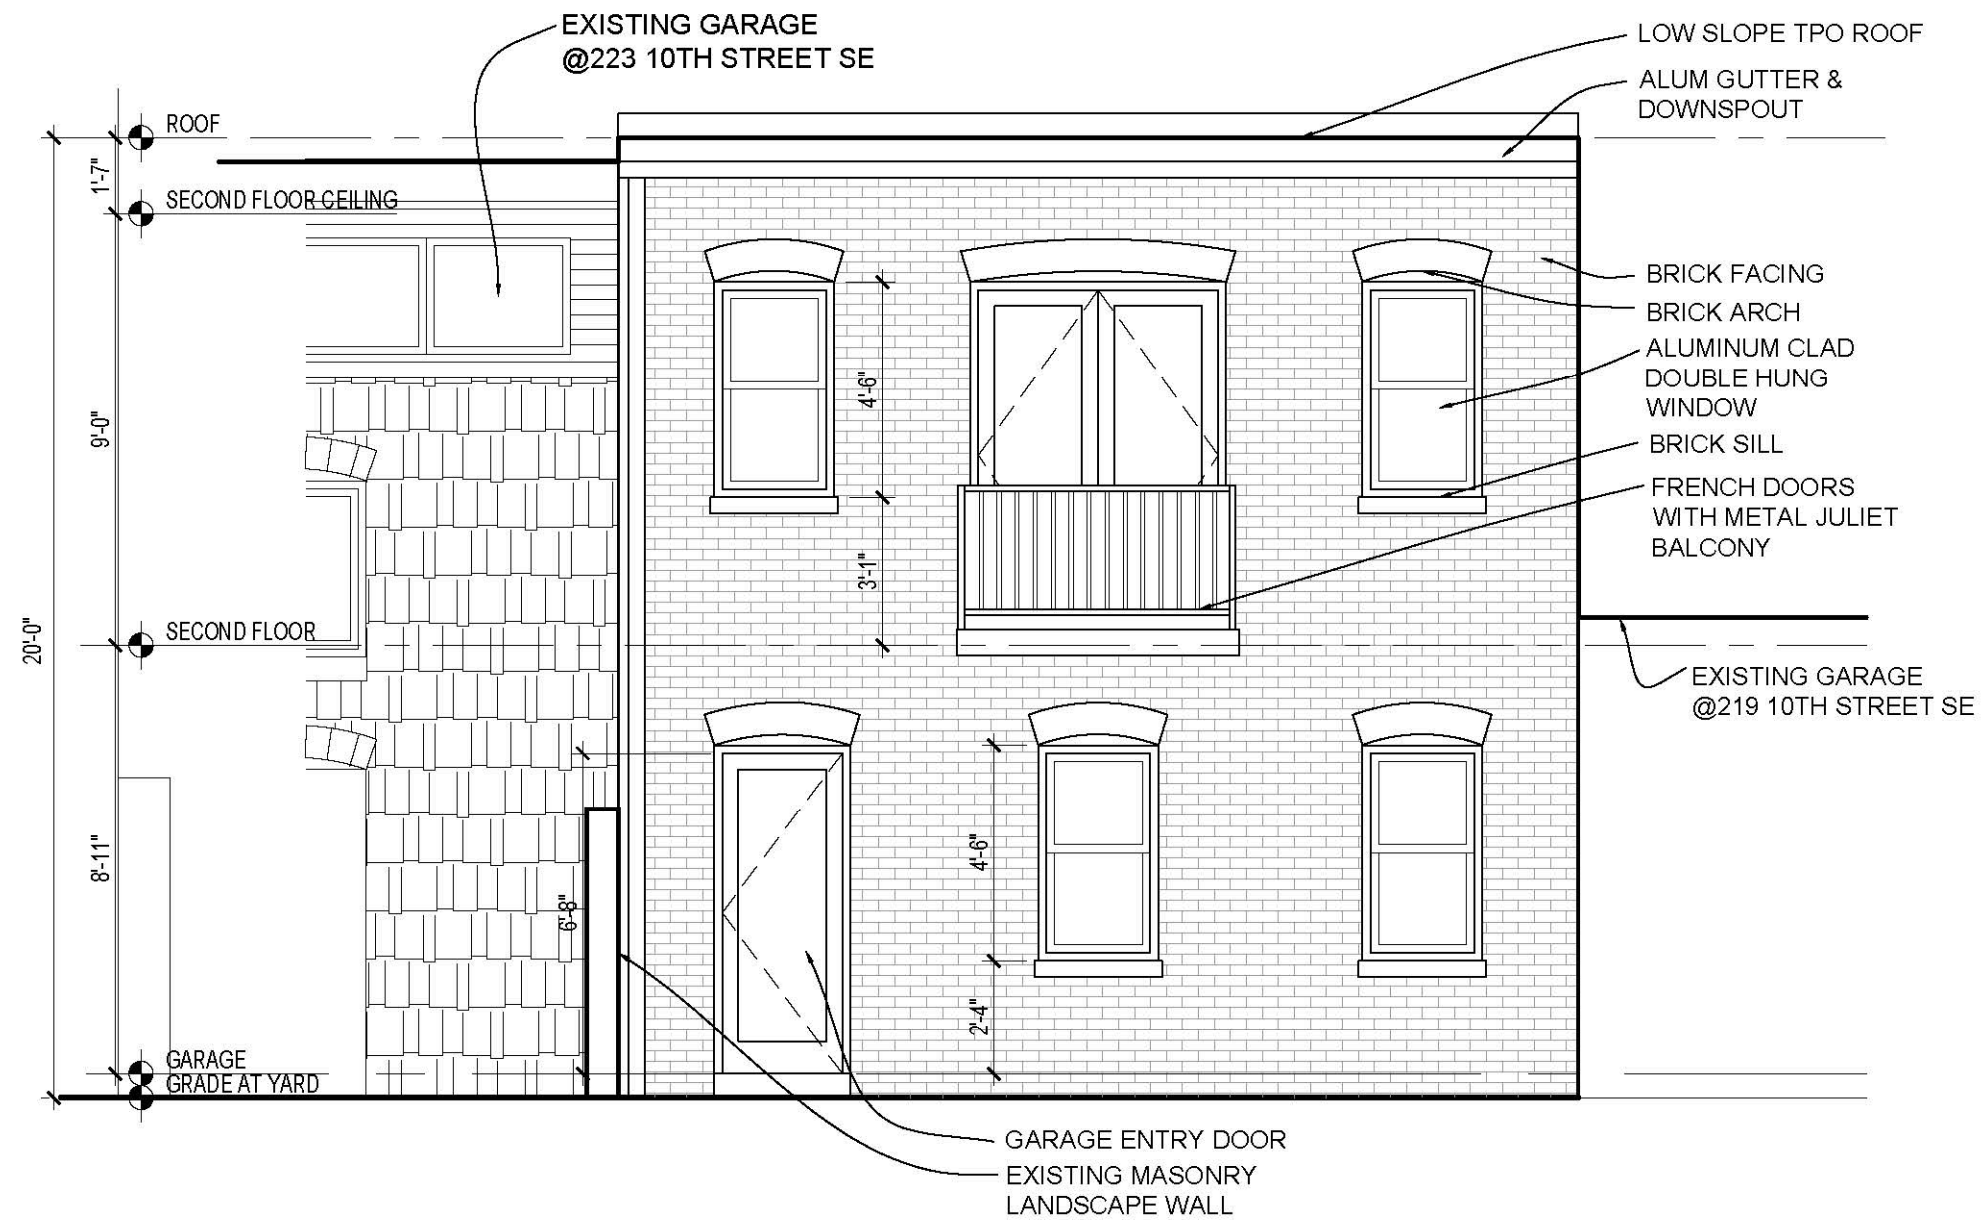 EXISTING GARAGE
@223 10TH STREET SE
LOW SLOPE TPO ROOF
ALUM GUTTER &
DOWNSPOUT
ROOF
1'-7"
SECOND FLOOR CEILING
BRICK FACING
BRICK ARCH
ALUMINUM CLAD
DOUBLE HUNG
WINDOW
4'-6"
9'-0"
BRICK SILL
FRENCH DOORS
WITH METAL JULIET
BALCONY
3'-1"
SECOND FLOOR
20'-0"
EXISTING GARAGE
@219 10TH STREET SE
8'-11"
4'-6"
6'-8"
2'-4"
GARAGE
GRADE AT YARD
GARAGE ENTRY DOOR
EXISTING MASONRY
LANDSCAPE WALL